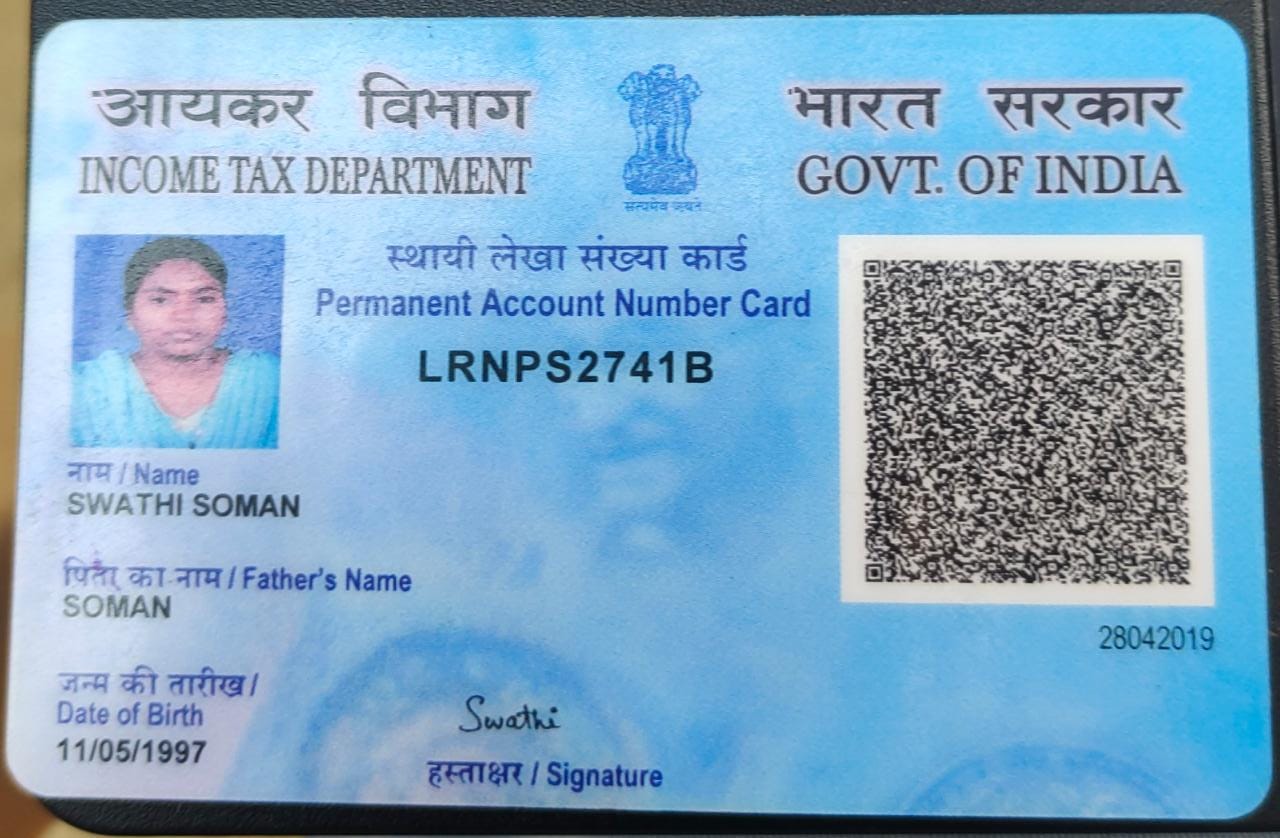 आयकर विभाग
INCOME TAX DEPARTMENT
सत्यमेव जयते
भारत सरकार
GOVT. OF INDIA
स्थायी लेखा संख्या कार्ड
Permanent Account Number Card
LRNPS2741B
नाम / Name
SWATHI SOMAN
पिता का नाम / Father's Name
SOMAN
जन्म की तारीख /
Date of Birth
11/05/1997
Swathi
हस्ताक्षर / Signature
28042019